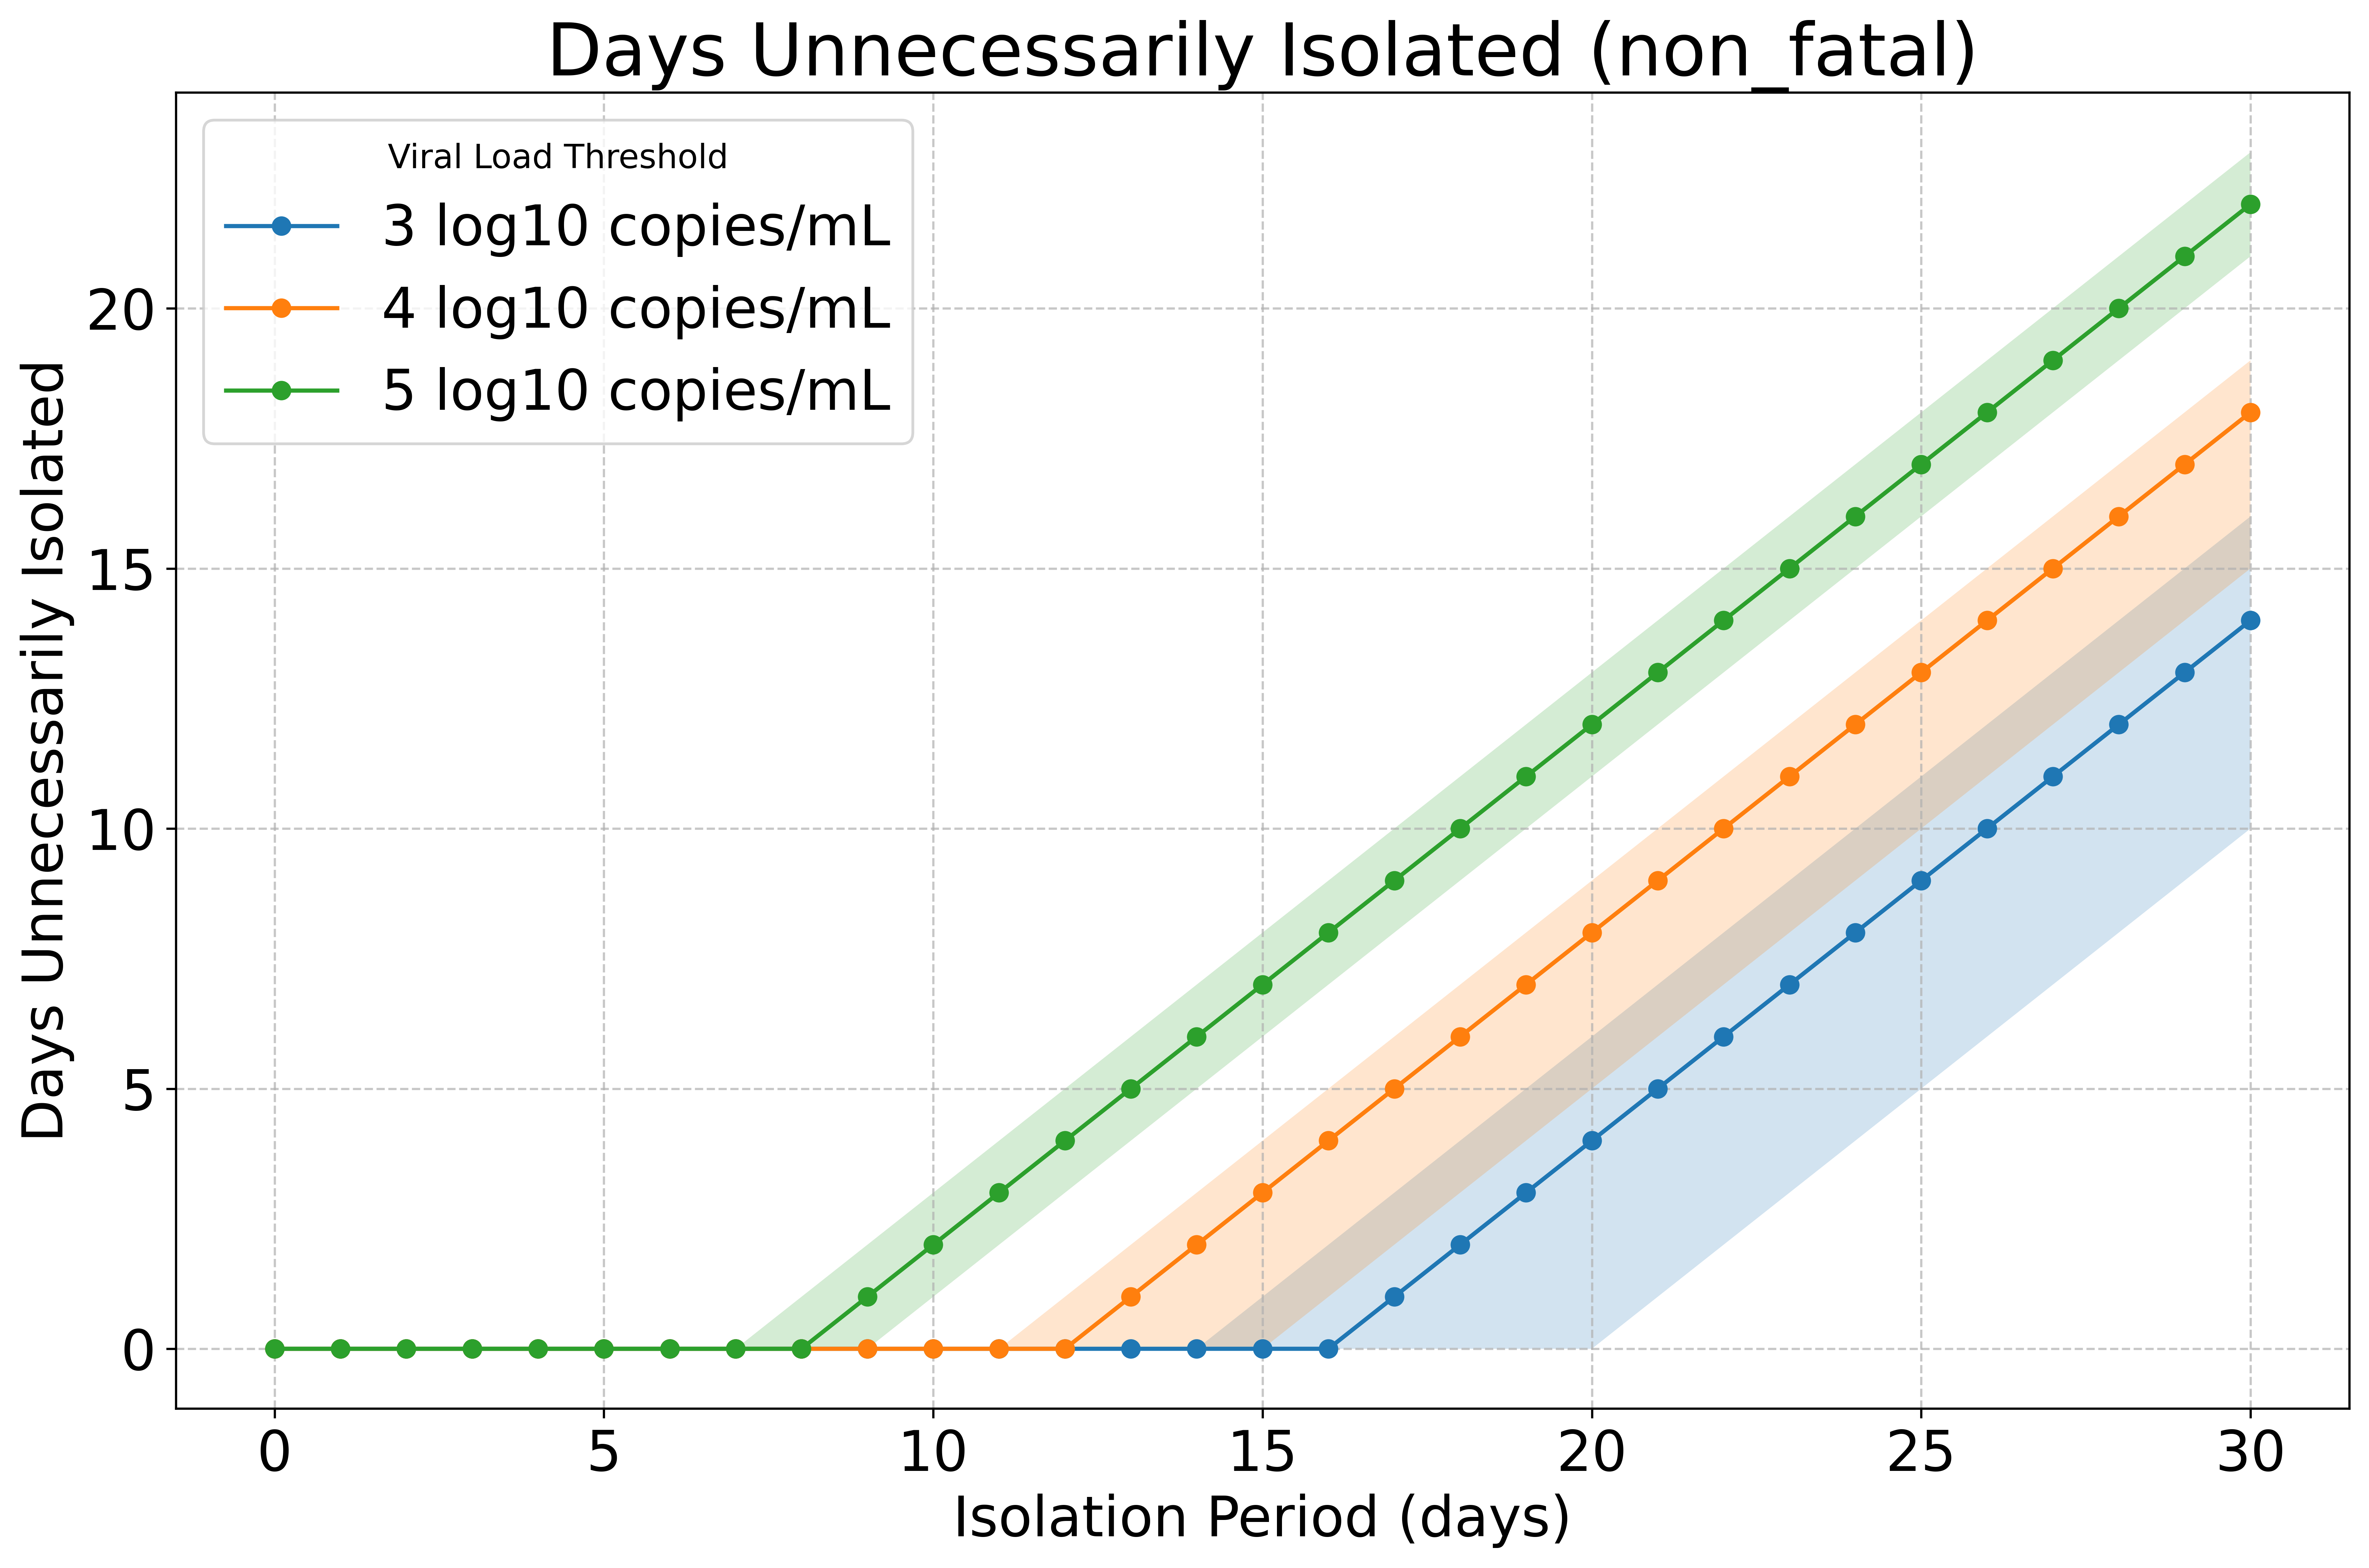 Days Unnecessarily Isolated (non_fatal)
Viral Load Threshold
3 log10 copies/mL
4 log10 copies/mL
5 log10 copies/mL
Days Unnecessarily Isolated
20
15
10
5
0
0 5 10 15 20 25 30
Isolation Period (days)